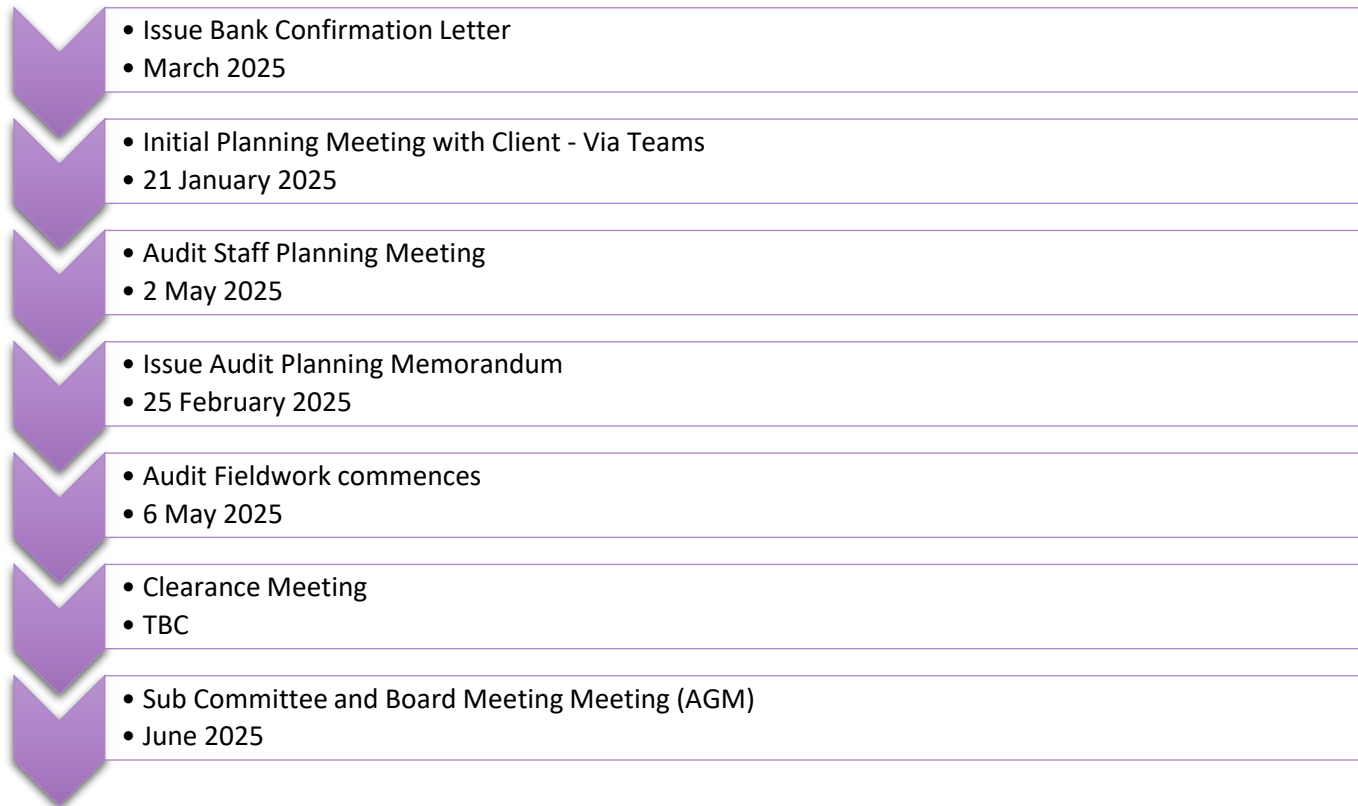 • Issue Bank Confirmation Letter
• March 2025
• Initial Planning Meeting with Client - Via Teams
• 21 January 2025
• Audit Staff Planning Meeting
• 2 May 2025
• Issue Audit Planning Memorandum
• 25 February 2025
• Audit Fieldwork commences
• 6 May 2025
• Clearance Meeting
• TBC
• Sub Committee and Board Meeting Meeting (AGM)
• June 2025